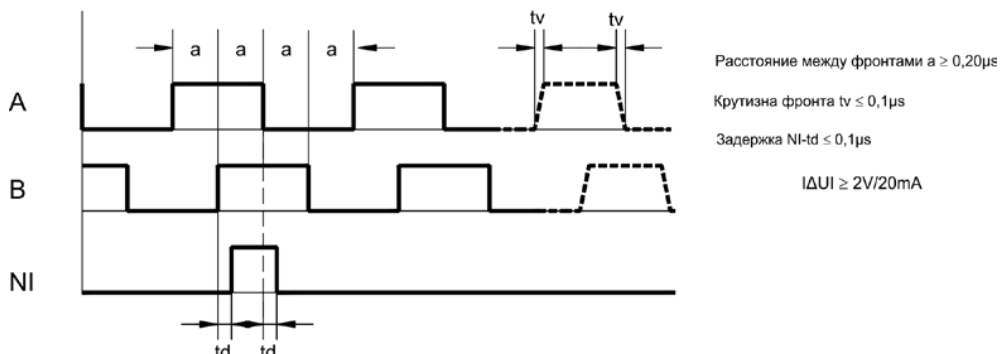 tv tv
a a a a
A
B
NI
td td
Расстояние между фронтами a ≥ 0,20µs
Крутизна фронта tv ≤ 0,1µs
Задержка NI-td ≤ 0,1µs
IΔUI ≥ 2V/20mA